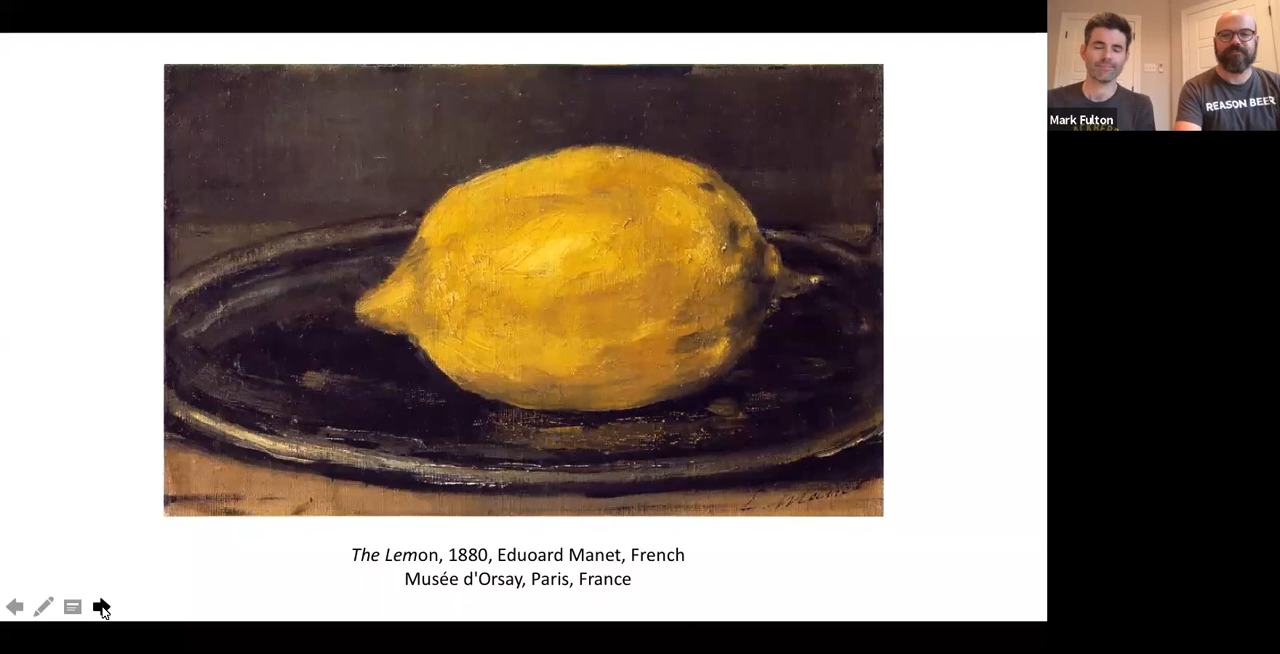 Mark Fulton
REASON BEER
The Lemon, 1880, Eduoard Manet, French
Musée d'Orsay, Paris, France